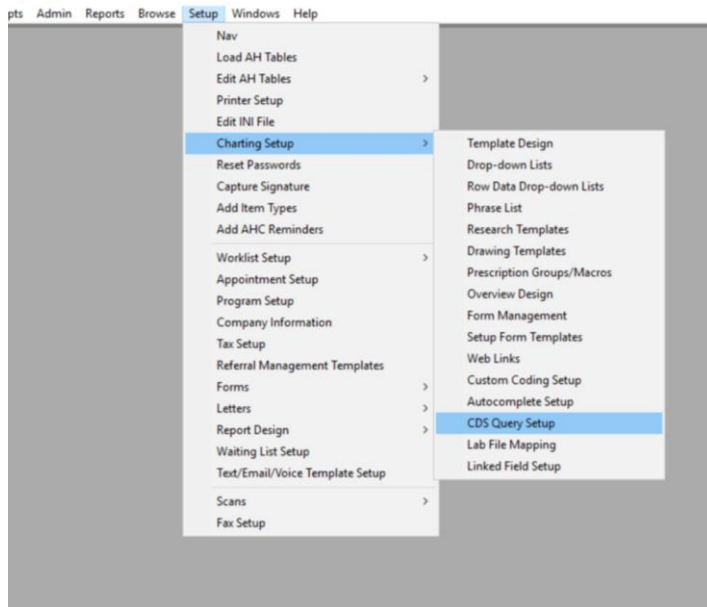 pts Admin Reports Browse Setup Windows Help
Nav
Load AH Tables
Edit AH Tables
Printer Setup
Edit INI File
Charting Setup
Reset Passwords
Capture Signature
Add Item Types
Add AHC Reminders
Worklist Setup
Appointment Setup
Program Setup
Company Information
Tax Setup
Referral Management Templates
Forms
Letters
Report Design
Waiting List Setup
Text/Email/Voice Template Setup
Scans
Fax Setup
Template Design
Drop-down Lists
Row Data Drop-down Lists
Phrase List
Research Templates
Drawing Templates
Prescription Groups/Macros
Overview Design
Form Management
Setup Form Templates
Web Links
Custom Coding Setup
Autocomplete Setup
CDS Query Setup
Lab File Mapping
Linked Field Setup